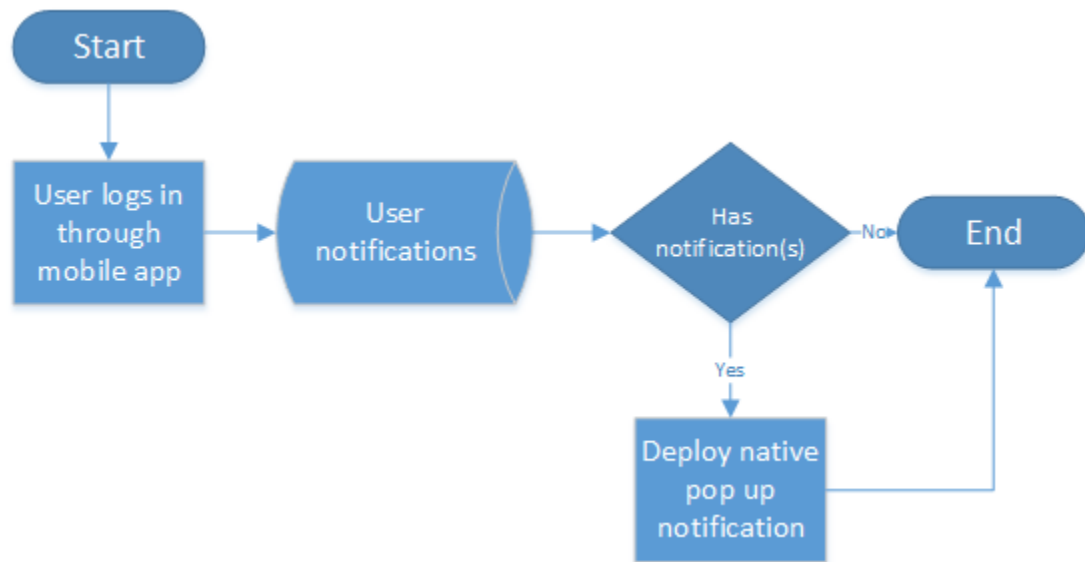 Start
User logs in
through
mobile app
User
notifications
Has
notification(s)
No
End
Yes
Deploy native
pop up
notification